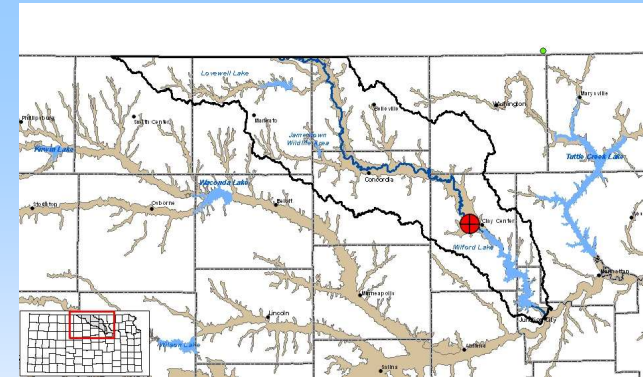 Lovewell Lake
Marysville
Belleville
Washington
Phillipsburg
Smith Center
Mankato
Jamestown
Wildlife Area
Kirwin Lake
Tuttle Creek Lake
Concordia
Waconda Lake
Stockton
Osborne
Beloit
Clay Center
Milford Lake
Manhattan
Minneapolis
Lincoln
Junction City
Wilson Lake
Abilene
Salina